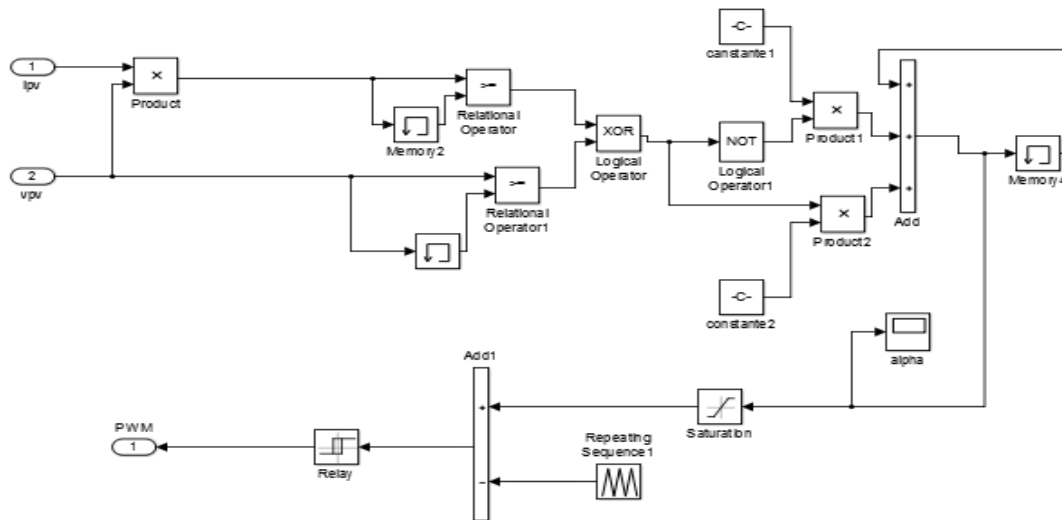 -C-
canstante1
1
Ipv
×
Product
>=
Relational
Operator
Memory2
XOR
Logical
Operator
NOT
Logical
Operator1
×
Product1
+
+
+
Add
Memory4
2
vpv
>=
Relational
Operator1
×
Product2
-C-
constante2
alpha
Add1
+
−
Saturation
Repeating
Sequence1
PWM
1
Relay